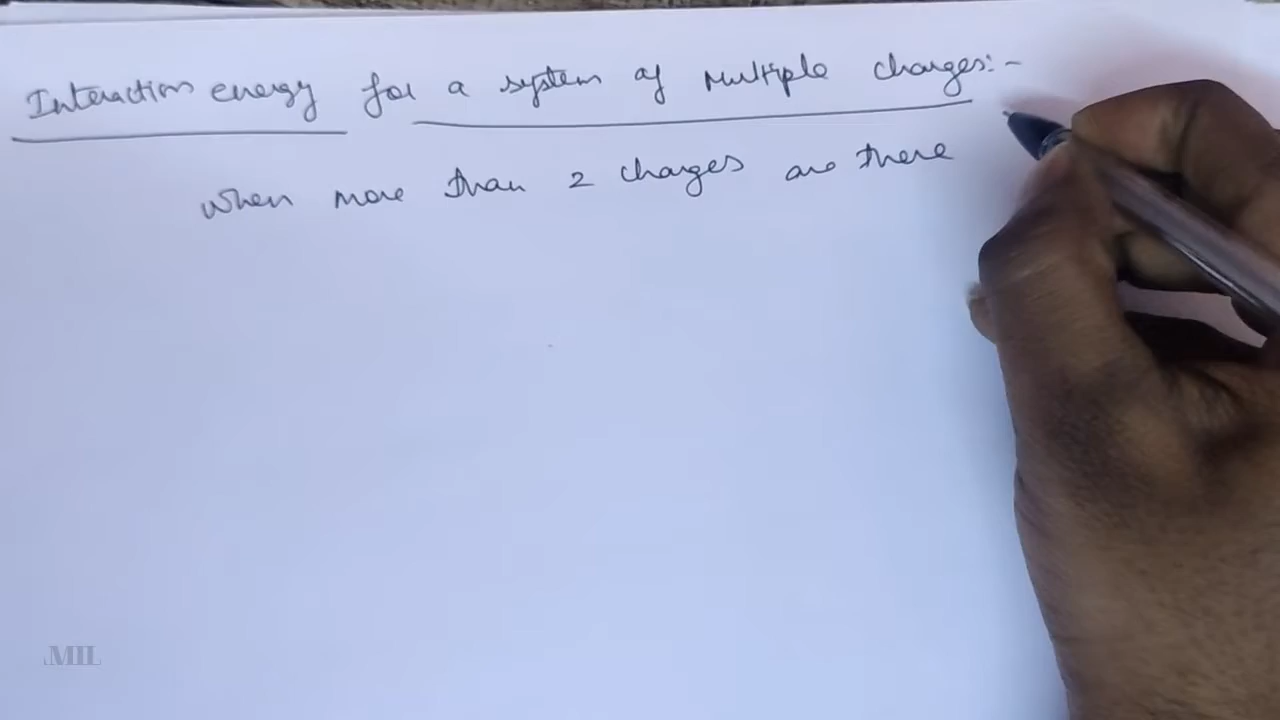 Interaction energy for a system of Multiple charges:-
when more than 2 charges are there
.MIL